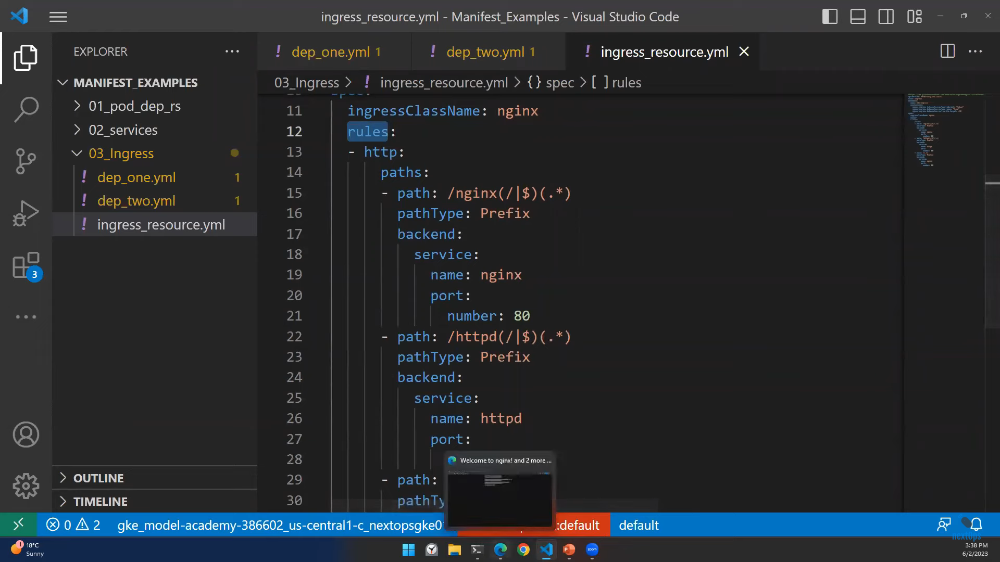 ingress_resource.yml - Manifest_Examples - Visual Studio Code
EXPLORER
dep_one.yml 1
dep_two.yml 1
ingress_resource.yml
03_Ingress > ingress_resource.yml > {} spec > [ ] rules
MANIFEST_EXAMPLES
01_pod_dep_rs
02_services
03_Ingress
dep_one.yml 1
dep_two.yml 1
ingress_resource.yml
OUTLINE
TIMELINE
3
spec:
11 ingressClassName: nginx
12 rules:
13 - http:
14 paths:
15 - path: /nginx(/|$)(.*)
16 pathType: Prefix
17 backend:
18 service:
19 name: nginx
20 port:
21 number: 80
22 - path: /httpd(/|$)(.*)
23 pathType: Prefix
24 backend:
25 service:
26 name: httpd
27 port:
28
29 - path:
30 pathTy
Welcome to nginx! and 2 more ...
0 2 gke_model-academy-386602_us-central1-c_nextopsgke0 :default default
nextOps
1
18°C
Sunny
zoom
3:38 PM
6/2/2023